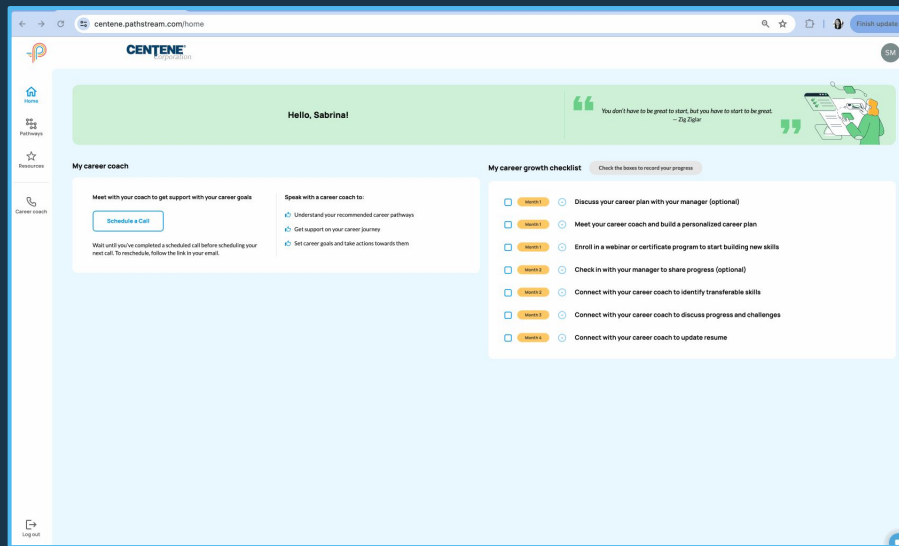 centene.pathstream.com/home
Finish update
CENTENE®
Corporation
SM
Home
Pathways
Resources
Career coach
Log out
Hello, Sabrina!
You don't have to be great to start, but you have to start to be great.
— Zig Ziglar
My career coach
Meet with your coach to get support with your career goals
Schedule a Call
Wait until you've completed a scheduled call before scheduling your
next call. To reschedule, follow the link in your email.
Speak with a career coach to:
Understand your recommended career pathways
Get support on your career journey
Set career goals and take actions towards them
My career growth checklist
Check the boxes to record your progress
Month 1 Discuss your career plan with your manager (optional)
Month 1 Meet your career coach and build a personalized career plan
Month 1 Enroll in a webinar or certificate program to start building new skills
Month 2 Check in with your manager to share progress (optional)
Month 2 Connect with your career coach to identify transferable skills
Month 3 Connect with your career coach to discuss progress and challenges
Month 4 Connect with your career coach to update resume